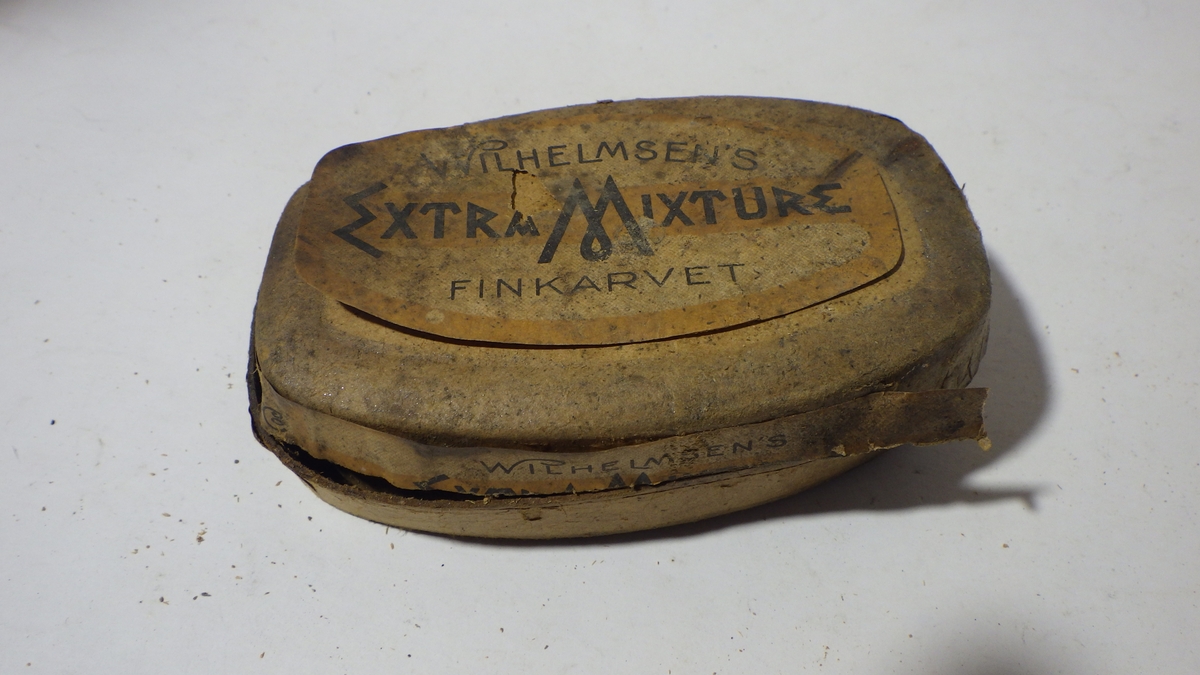 WILHELMSEN'S
EXTRA MIXTURE
FINKARVET
WILHELMSEN'S